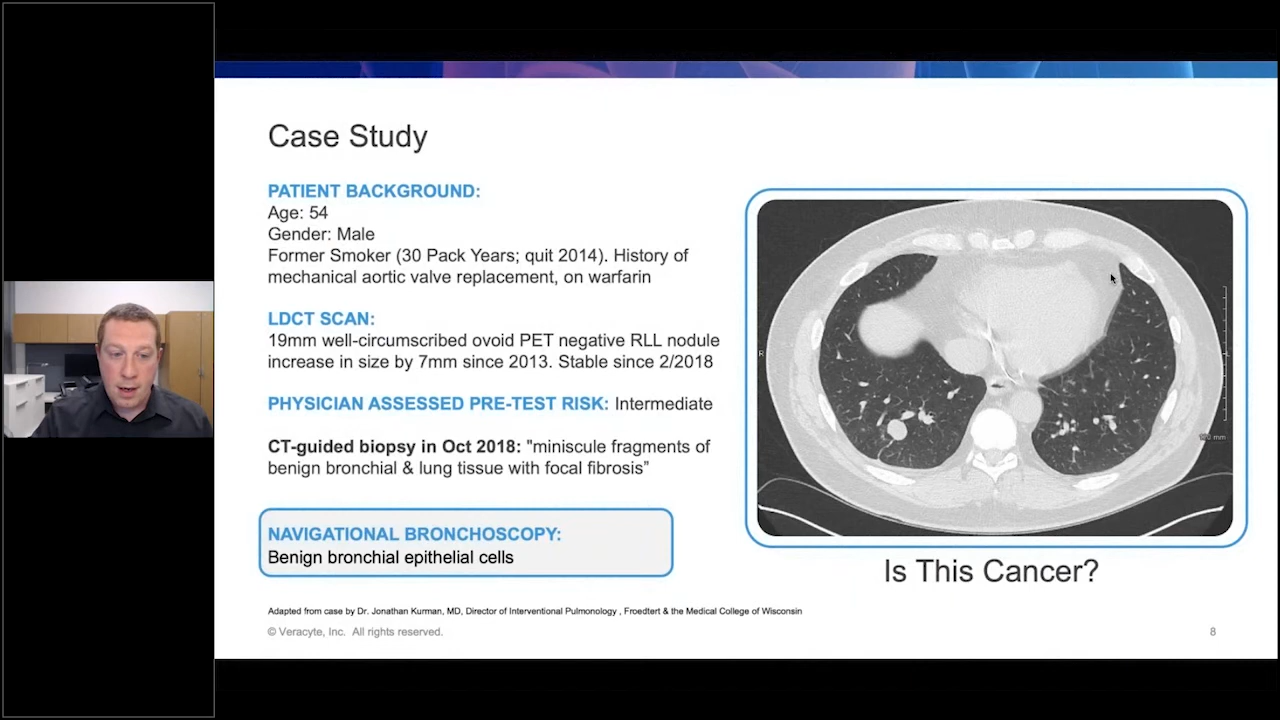 Case Study
PATIENT BACKGROUND:
Age: 54
Gender: Male
Former Smoker (30 Pack Years; quit 2014). History of
mechanical aortic valve replacement, on warfarin
LDCT SCAN:
19mm well-circumscribed ovoid PET negative RLL nodule
increase in size by 7mm since 2013. Stable since 2/2018
PHYSICIAN ASSESSED PRE-TEST RISK: Intermediate
CT-guided biopsy in Oct 2018: "miniscule fragments of
benign bronchial & lung tissue with focal fibrosis”
NAVIGATIONAL BRONCHOSCOPY:
Benign bronchial epithelial cells
R
Is This Cancer?
Adapted from case by Dr. Jonathan Kurman, MD, Director of Interventional Pulmonology , Froedtert & the Medical College of Wisconsin
© Veracyte, Inc. All rights reserved.
8